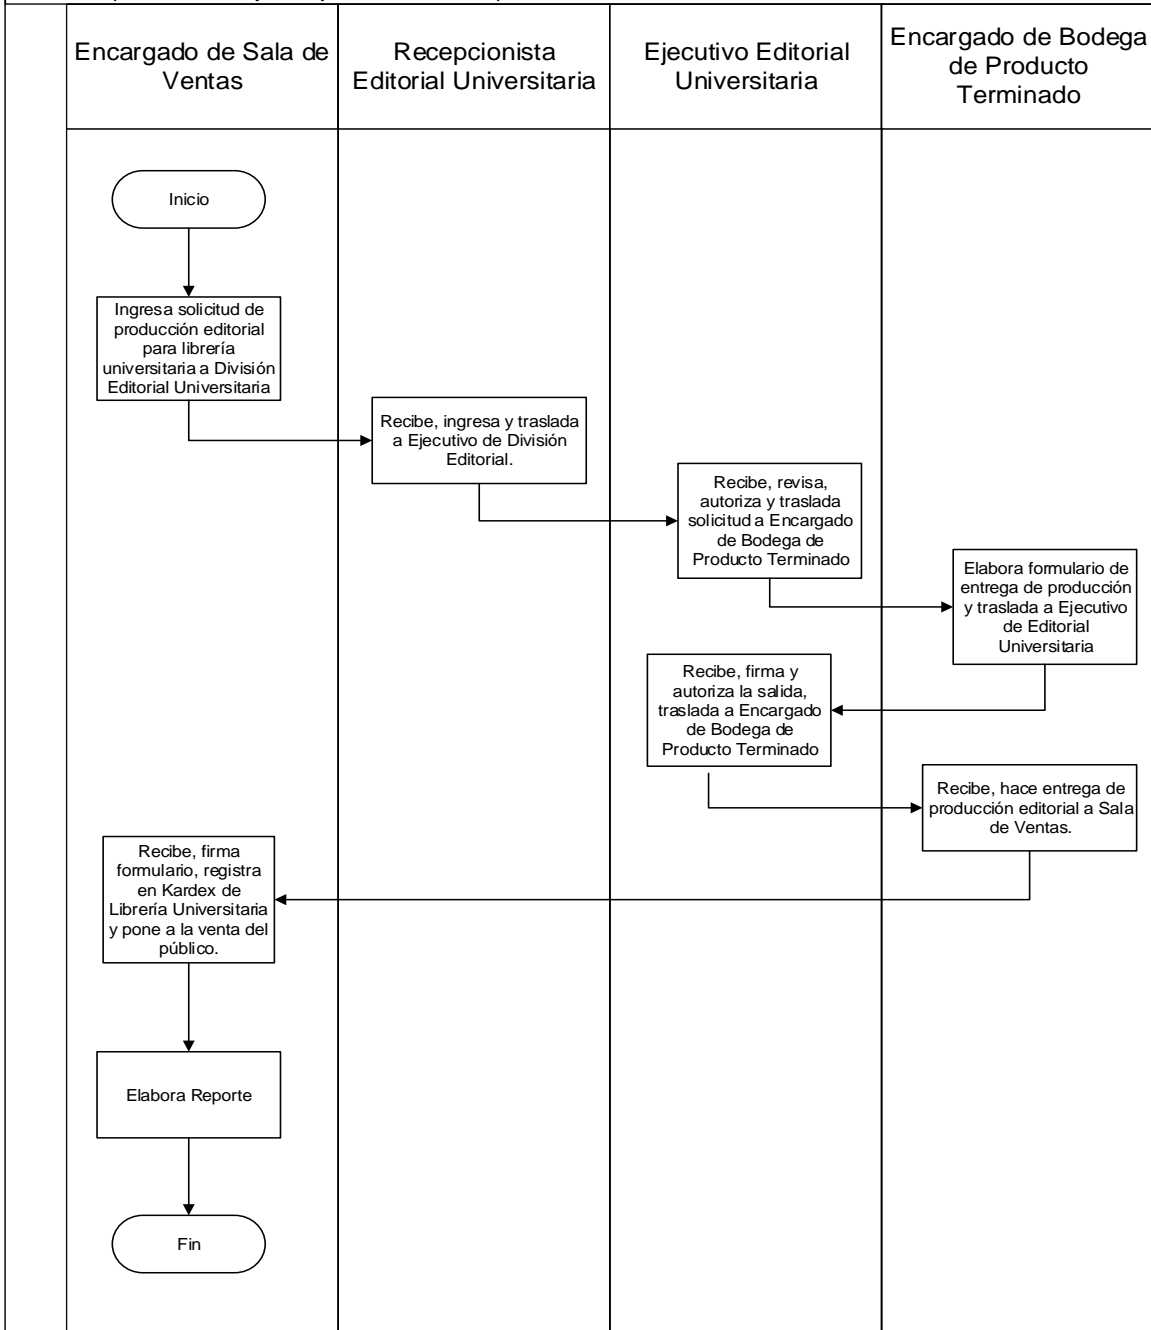 Encargado de Sala de
Ventas
Recepcionista
Editorial Universitaria
Ejecutivo Editorial
Universitaria
Encargado de Bodega
de Producto
Terminado
Inicio
Ingresa solicitud de
producción editorial
para librería
universitaria a División
Editorial Universitaria
Recibe, ingresa y traslada
a Ejecutivo de División
Editorial.
Recibe, revisa,
autoriza y traslada
solicitud a Encargado
de Bodega de
Producto Terminado
Elabora formulario de
entrega de producción
y traslada a Ejecutivo
de Editorial
Universitaria
Recibe, firma y
autoriza la salida,
traslada a Encargado
de Bodega de
Producto Terminado
Recibe, hace entrega de
producción editorial a Sala
de Ventas.
Recibe, firma
formulario, registra
en Kardex de
Librería Universitaria
y pone a la venta del
público.
Elabora Reporte
Fin